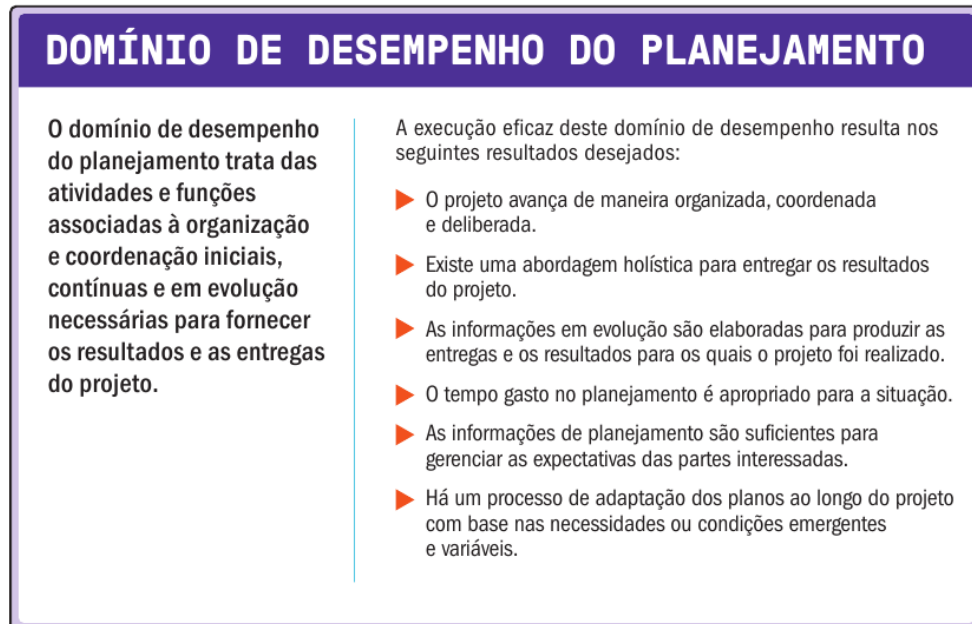 DOMÍNIO DE DESEMPENHO DO PLANEJAMENTO
O domínio de desempenho
do planejamento trata das
atividades e funções
associadas à organização
e coordenação iniciais,
contínuas e em evolução
necessárias para fornecer
os resultados e as entregas
do projeto.
A execução eficaz deste domínio de desempenho resulta nos
seguintes resultados desejados:
O projeto avança de maneira organizada, coordenada
e deliberada.
Existe uma abordagem holística para entregar os resultados
do projeto.
As informações em evolução são elaboradas para produzir as
entregas e os resultados para os quais o projeto foi realizado.
O tempo gasto no planejamento é apropriado para a situação.
As informações de planejamento são suficientes para
gerenciar as expectativas das partes interessadas.
Há um processo de adaptação dos planos ao longo do projeto
com base nas necessidades ou condições emergentes
e variáveis.